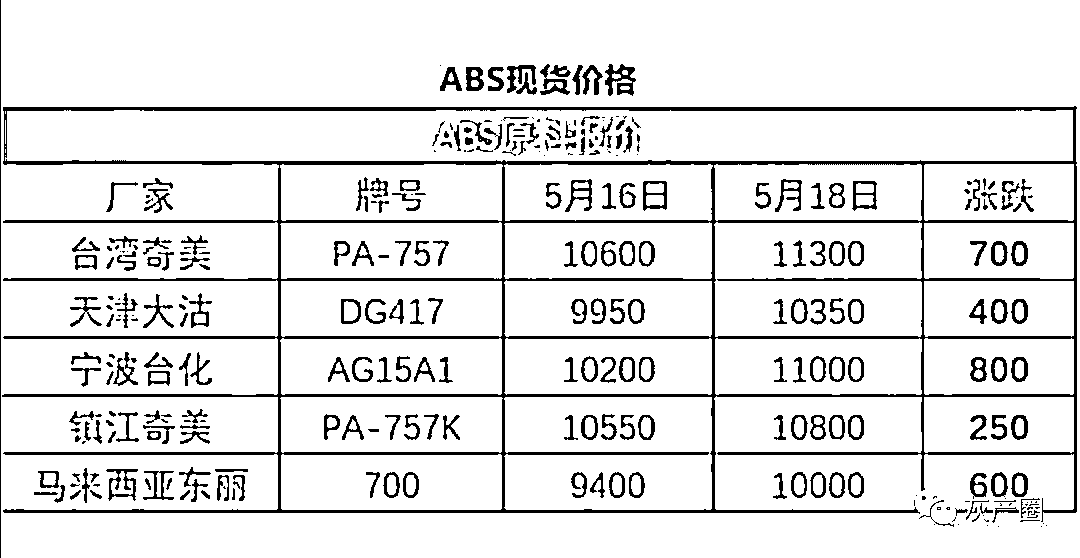 ABS现货价格
ABS原料报价
厂家 牌号 5月16日 5月18日 涨跌
台湾奇美 PA-757 10600 11300 700
天津大沽 DG417 9950 10350 400
宁波台化 AG15A1 10200 11000 800
镇江奇美 PA-757K 10550 10800 250
马来西亚东丽 700 9400 10000 600
灰产圈